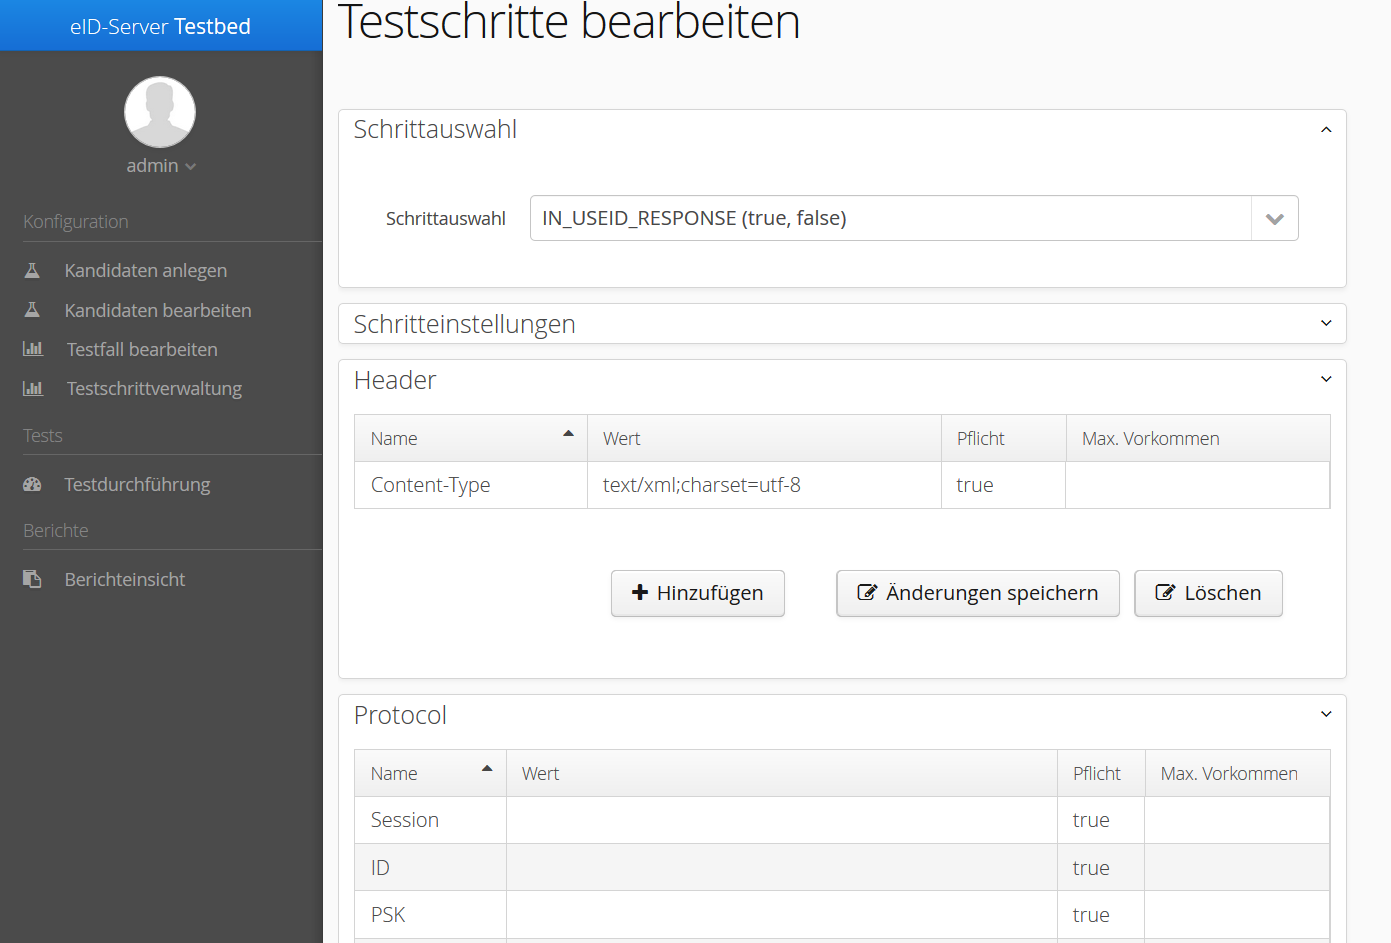 eID-Server Testbed
admin
Konfiguration
Kandidaten anlegen
Kandidaten bearbeiten
Testfall bearbeiten
Testschrittverwaltung
Tests
Testdurchführung
Berichte
Berichteinsicht
Testschritte bearbeiten
Schrittauswahl
Schrittauswahl IN_USEID_RESPONSE (true, false)
Schritteinstellungen
Header
Name Wert Pflicht Max. Vorkommen
Content-Type text/xml;charset=utf-8 true
Hinzufügen Änderungen speichern Löschen
Protocol
Name Wert Pflicht Max. Vorkommen
Session true
ID true
PSK true